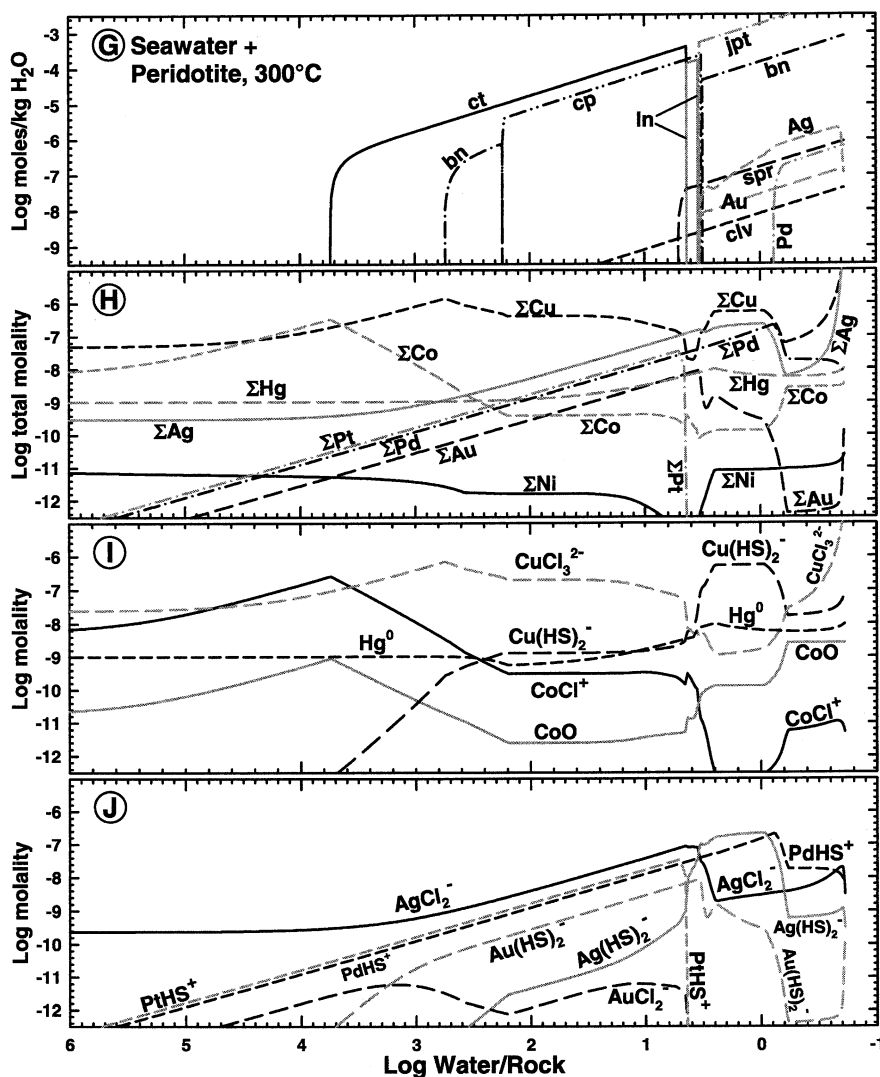 G Seawater +
Peridotite, 300°C
Log moles/kg H2O
-3
-4
-5
-6
-7
-8
-9
ct
bn
cp
ln
jpt
bn
Ag
spr
Au
clv
Pd
H
Log total molality
-6
-7
-8
-9
-10
-11
-12
ΣCu
ΣCu
ΣCo
ΣPd
ΣAg
ΣHg
ΣHg
ΣCo
ΣAg
ΣPt
ΣPd
ΣAu
ΣCo
ΣPt
ΣNi
ΣNi
ΣAu
I
Log molality
-6
-7
-8
-9
-10
-11
-12
CuCl3 2-
Cu(HS)2-
CuCl3 2-
Hg0
Hg0
Cu(HS)2-
CoO
CoCl+
CoO
CoCl+
J
Log molality
-6
-7
-8
-9
-10
-11
-12
AgCl2-
PdHS+
AgCl2-
PtHS+
PdHS+
Au(HS)2-
Ag(HS)2-
Ag(HS)2-
AuCl2-
PtHS+
Au(HS)2-
6 5 4 3 2 1 0 -1
Log Water/Rock